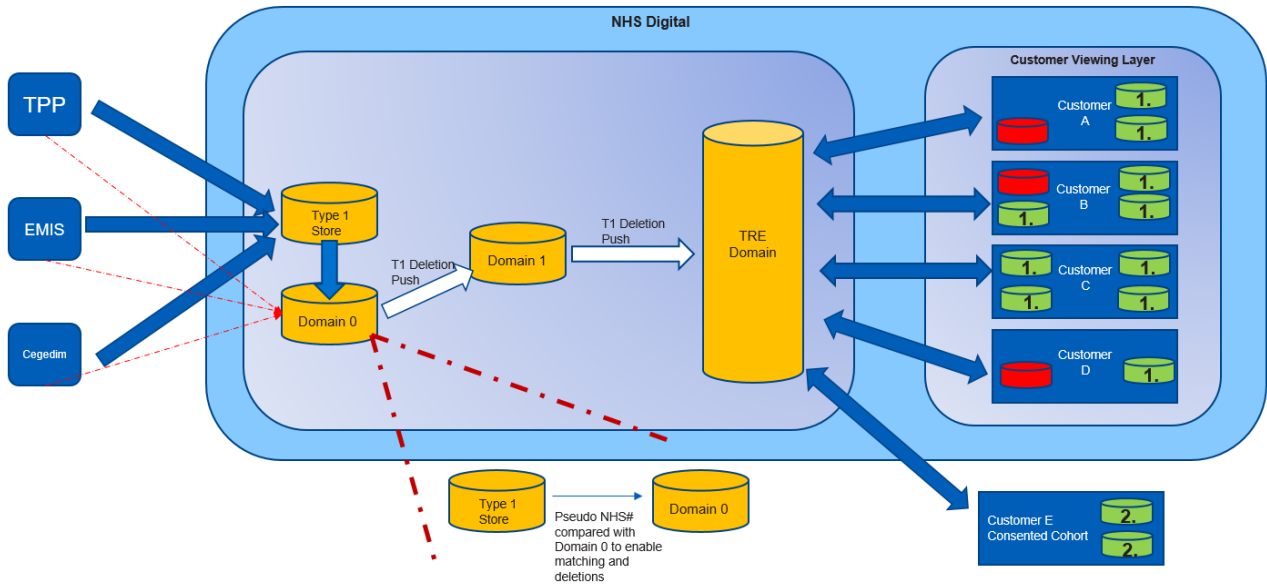 NHS Digital
Customer Viewing Layer
TPP
EMIS
Cegedim
Type 1
Store
Domain 0
T1 Deletion
Push
Domain 1
T1 Deletion
Push
TRE
Domain
Customer
A
1.
1.
Customer
B
1.
1.
1.
Customer
C
1.
1.
1.
1.
Customer
D
1.
Customer E
Consented Cohort
2.
2.
Type 1
Store
Pseudo NHS#
compared with
Domain 0 to enable
matching and
deletions
Domain 0